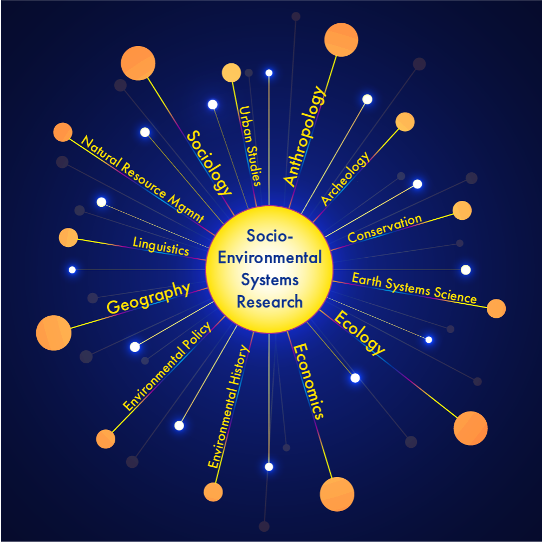 Socio-
Environmental
Systems
Research
Anthropology
Archeology
Conservation
Earth Systems Science
Ecology
Economics
Environmental History
Environmental Policy
Geography
Linguistics
Natural Resource Mgmnt
Sociology
Urban Studies